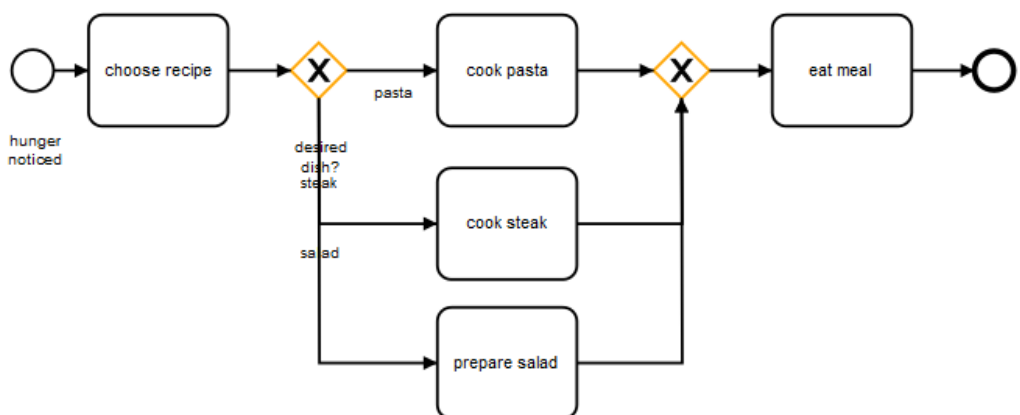 choose recipe
cook pasta
eat meal
pasta
hunger
noticed
desired
dish?
steak
cook steak
salad
prepare salad